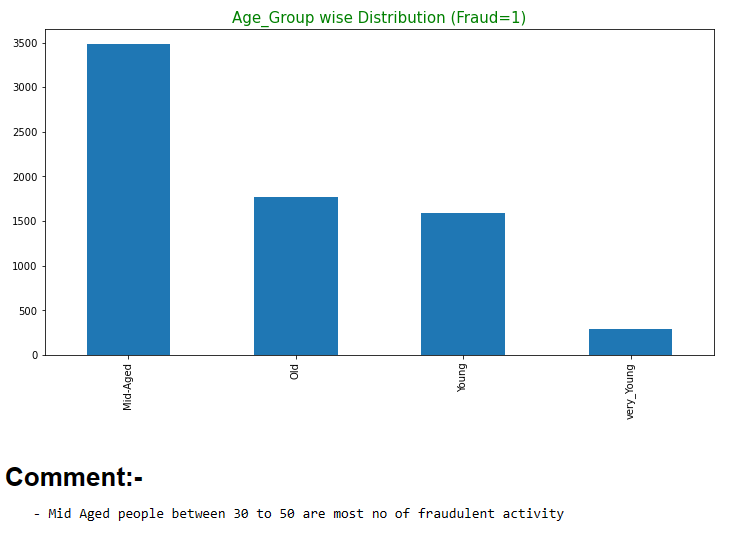 Age_Group wise Distribution (Fraud=1)
3500
3000
2500
2000
1500
1000
500
0
Mid-Aged
Old
Young
very_Young
Comment:-
- Mid Aged people between 30 to 50 are most no of fraudulent activity